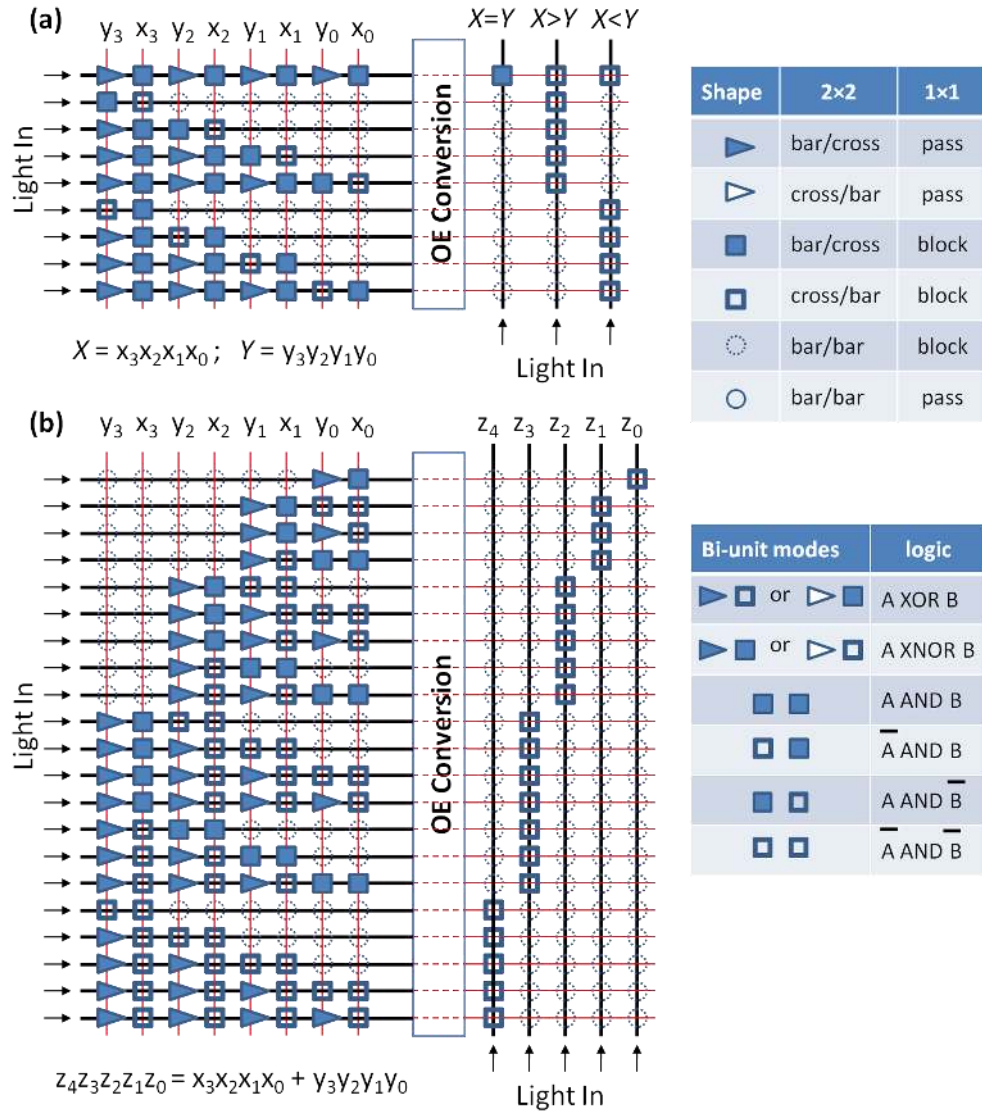 (a)
y3 x3 y2 x2 y1 x1 y0 x0
X=Y X>Y X<Y
Light In
OE Conversion
X = x3x2x1x0 ; Y = y3y2y1y0
Light In
Shape 2×2 1×1
bar/cross pass
cross/bar pass
bar/cross block
cross/bar block
bar/bar block
bar/bar pass
(b)
y3 x3 y2 x2 y1 x1 y0 x0
z4 z3 z2 z1 z0
Light In
OE Conversion
z4z3z2z1z0 = x3x2x1x0 + y3y2y1y0
Light In
Bi-unit modes logic
or A XOR B
or A XNOR B
A AND B
A̅ AND B
A AND B̅
A̅ AND B̅